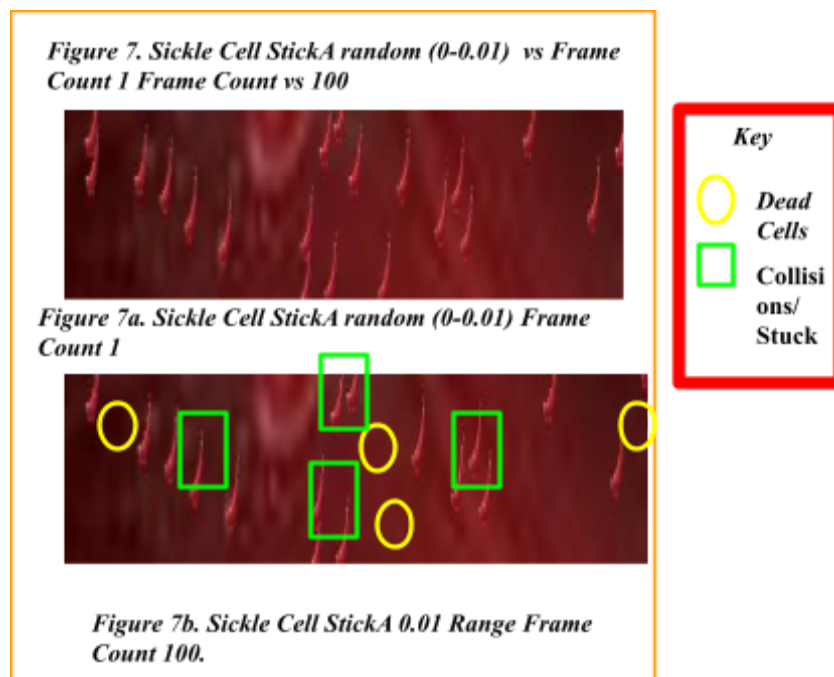 Figure 7. Sickle Cell StickA random (0-0.01) vs Frame
Count 1 Frame Count vs 100
Key
Dead
Cells
Collisi
ons/
Stuck
Figure 7a. Sickle Cell StickA random (0-0.01) Frame
Count 1
Figure 7b. Sickle Cell StickA 0.01 Range Frame
Count 100.